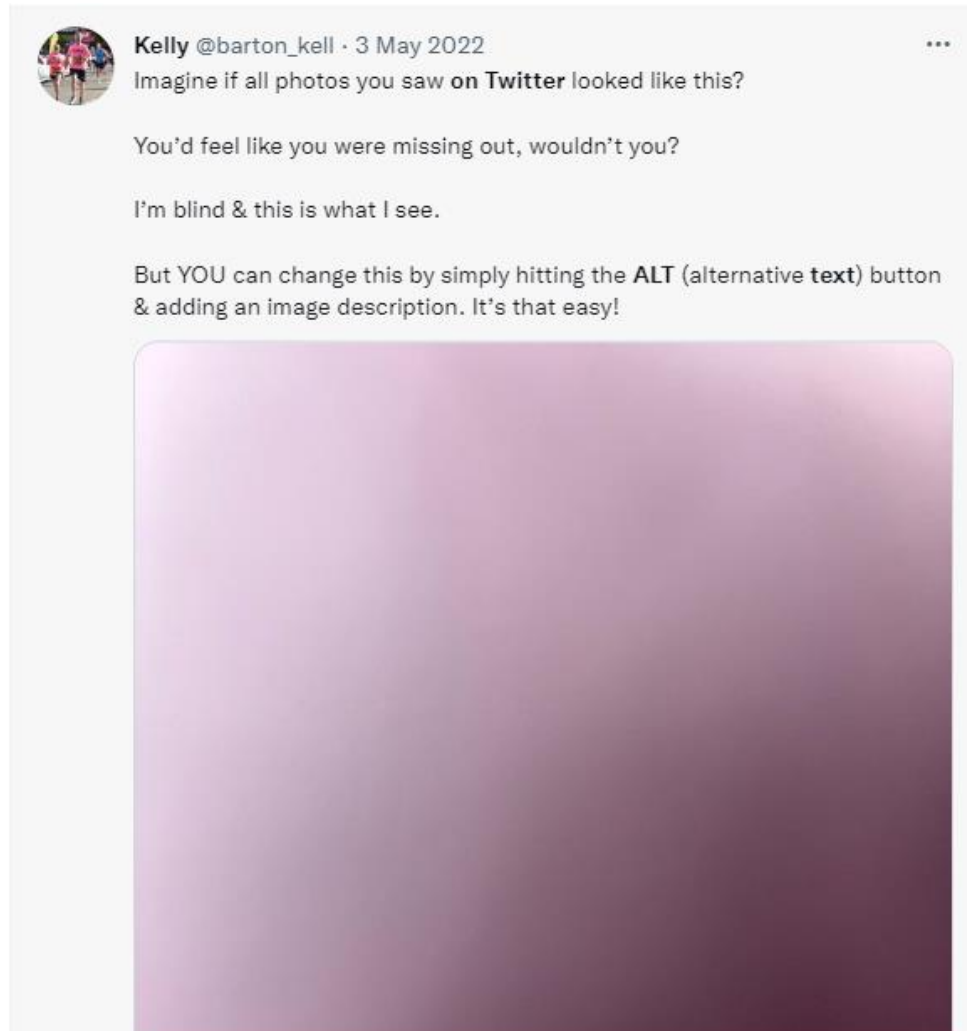 Kelly @barton_kell · 3 May 2022
Imagine if all photos you saw on Twitter looked like this?
You’d feel like you were missing out, wouldn’t you?
I’m blind & this is what I see.
But YOU can change this by simply hitting the ALT (alternative text) button
& adding an image description. It’s that easy!